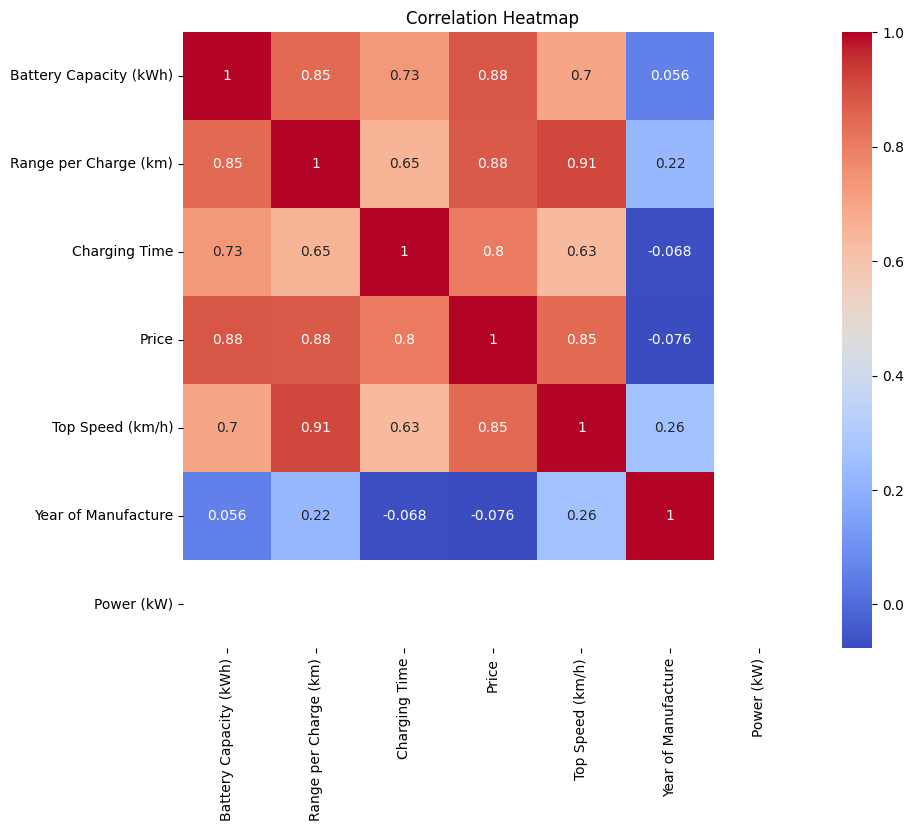 Correlation Heatmap
Battery Capacity (kWh) 1 0.85 0.73 0.88 0.7 0.056
Range per Charge (km) 0.85 1 0.65 0.88 0.91 0.22
Charging Time 0.73 0.65 1 0.8 0.63 -0.068
Price 0.88 0.88 0.8 1 0.85 -0.076
Top Speed (km/h) 0.7 0.91 0.63 0.85 1 0.26
Year of Manufacture 0.056 0.22 -0.068 -0.076 0.26 1
Power (kW)
Battery Capacity (kWh)
Range per Charge (km)
Charging Time
Price
Top Speed (km/h)
Year of Manufacture
Power (kW)
1.0
0.8
0.6
0.4
0.2
0.0